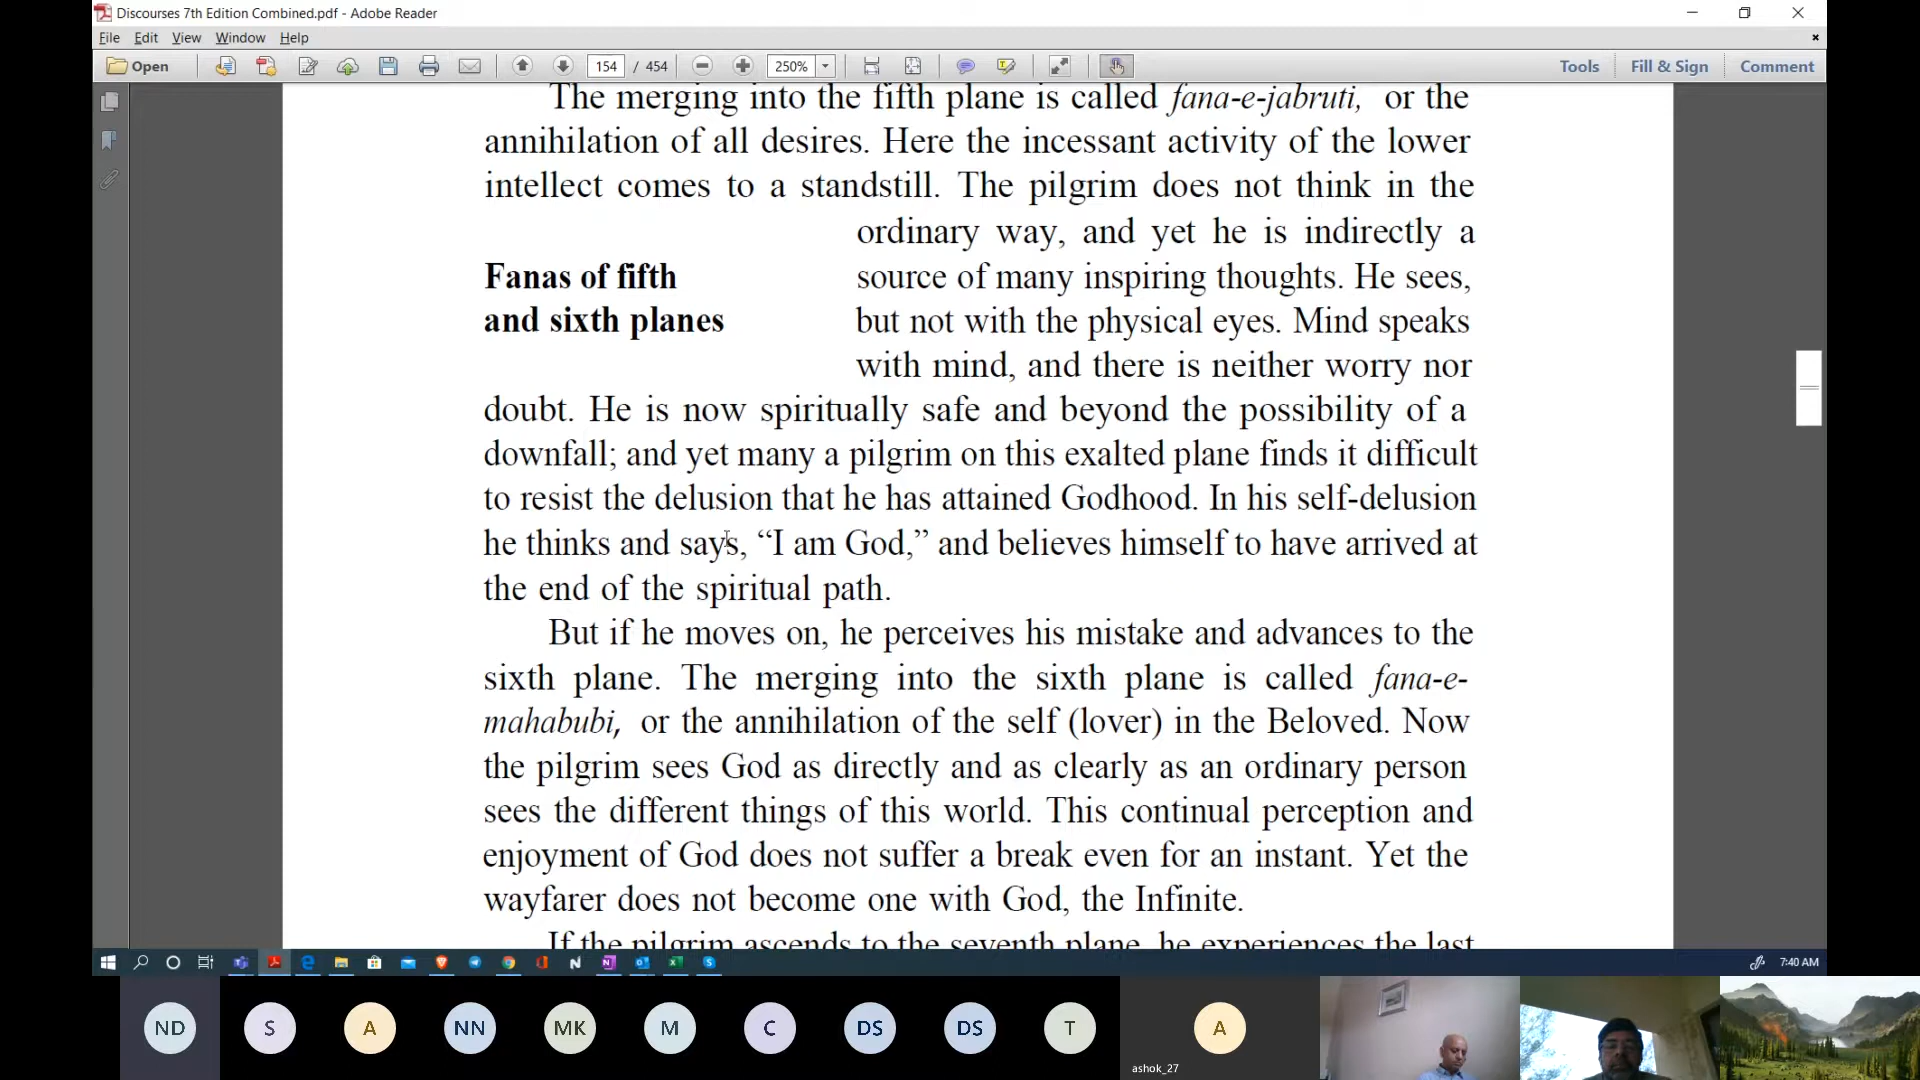 Discourses 7th Edition Combined.pdf - Adobe Reader
File Edit View Window Help
Open 154 / 454 250% Tools Fill & Sign Comment
The merging into the fifth plane is called fana-e-jabruti, or the
annihilation of all desires. Here the incessant activity of the lower
intellect comes to a standstill. The pilgrim does not think in the
ordinary way, and yet he is indirectly a
Fanas of fifth
source of many inspiring thoughts. He sees,
and sixth planes
but not with the physical eyes. Mind speaks
with mind, and there is neither worry nor
doubt. He is now spiritually safe and beyond the possibility of a
downfall; and yet many a pilgrim on this exalted plane finds it difficult
to resist the delusion that he has attained Godhood. In his self-delusion
he thinks and says, “I am God,” and believes himself to have arrived at
the end of the spiritual path.
But if he moves on, he perceives his mistake and advances to the
sixth plane. The merging into the sixth plane is called fana-e-
mahabubi, or the annihilation of the self (lover) in the Beloved. Now
the pilgrim sees God as directly and as clearly as an ordinary person
sees the different things of this world. This continual perception and
enjoyment of God does not suffer a break even for an instant. Yet the
wayfarer does not become one with God, the Infinite.
If the pilgrim ascends to the seventh plane, he experiences the last
7:40 AM
ND S A NN MK M C DS DS T A
ashok_27